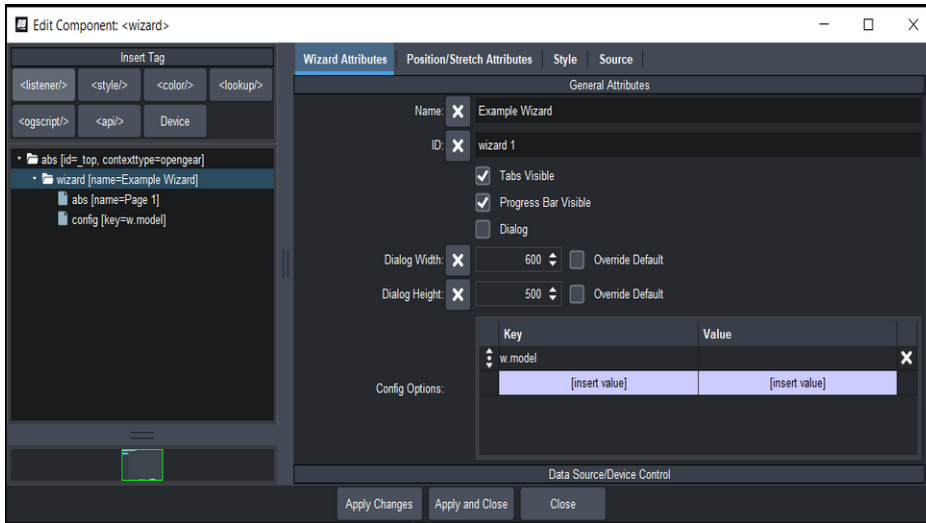 Edit Component: <wizard>
Insert Tag
<listener/> <style/> <color/> <lookup/>
<ogscript/> <api/> Device
abs [id=_top, contexttype=opengear]
wizard [name=Example Wizard]
abs [name=Page 1]
config [key=w.model]
Wizard Attributes Position/Stretch Attributes Style Source
General Attributes
Name: Example Wizard
ID: wizard 1
Tabs Visible
Progress Bar Visible
Dialog
Dialog Width: 600 Override Default
Dialog Height: 500 Override Default
Key Value
w.model
Config Options: [insert value] [insert value]
Data Source/Device Control
Apply Changes Apply and Close Close